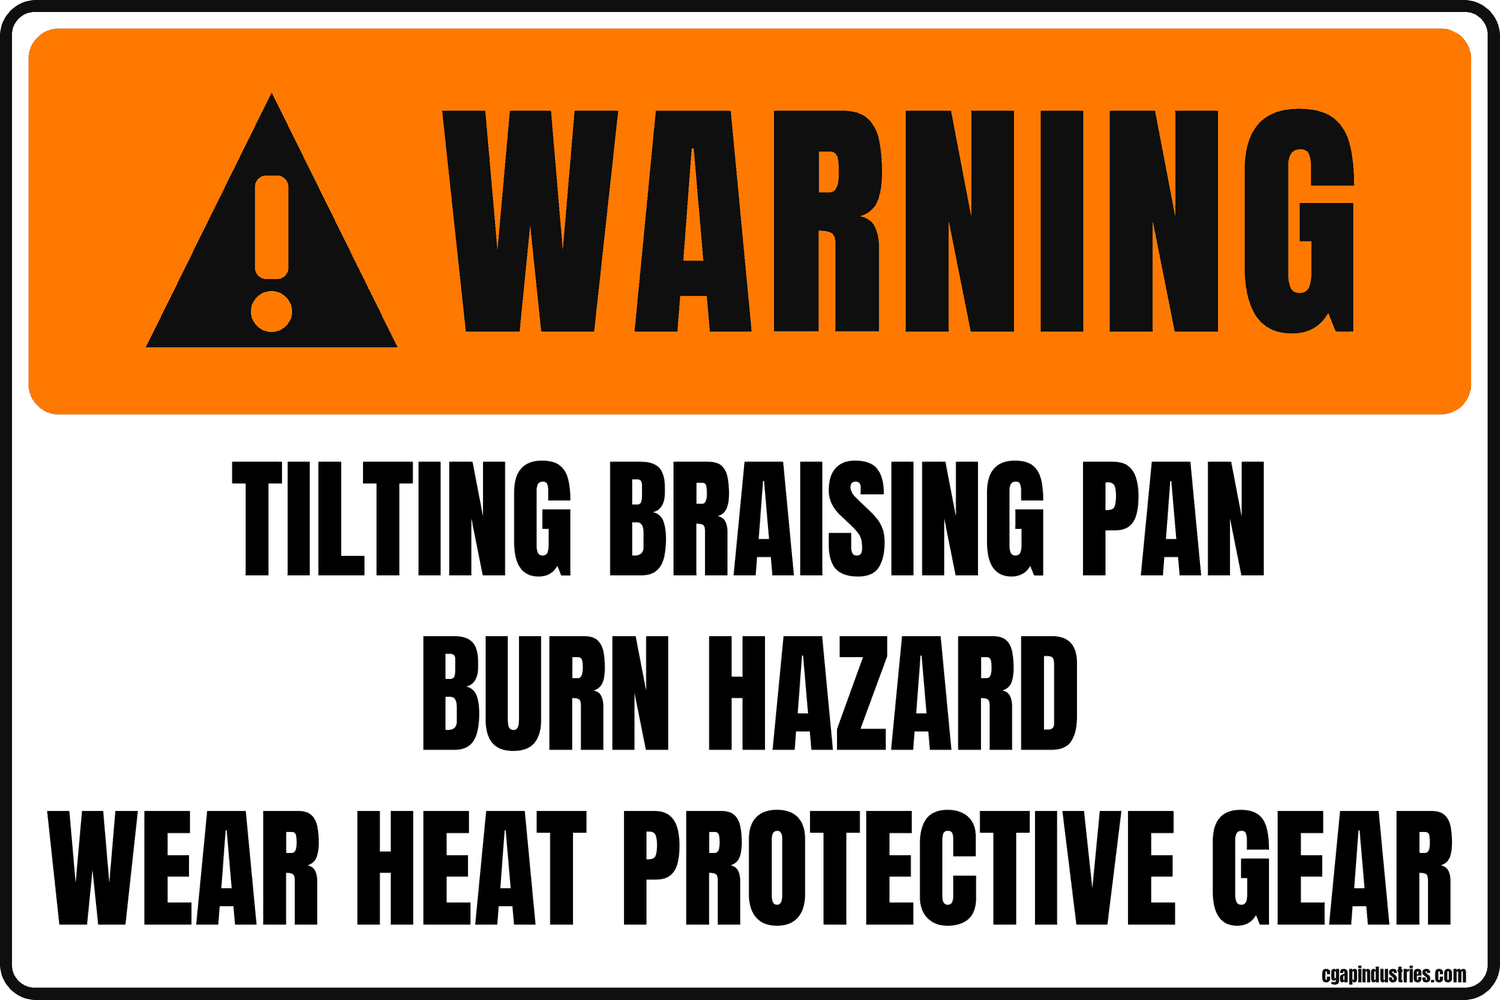 WARNING
TILTING BRAISING PAN
BURN HAZARD
WEAR HEAT PROTECTIVE GEAR
cgapindustries.com